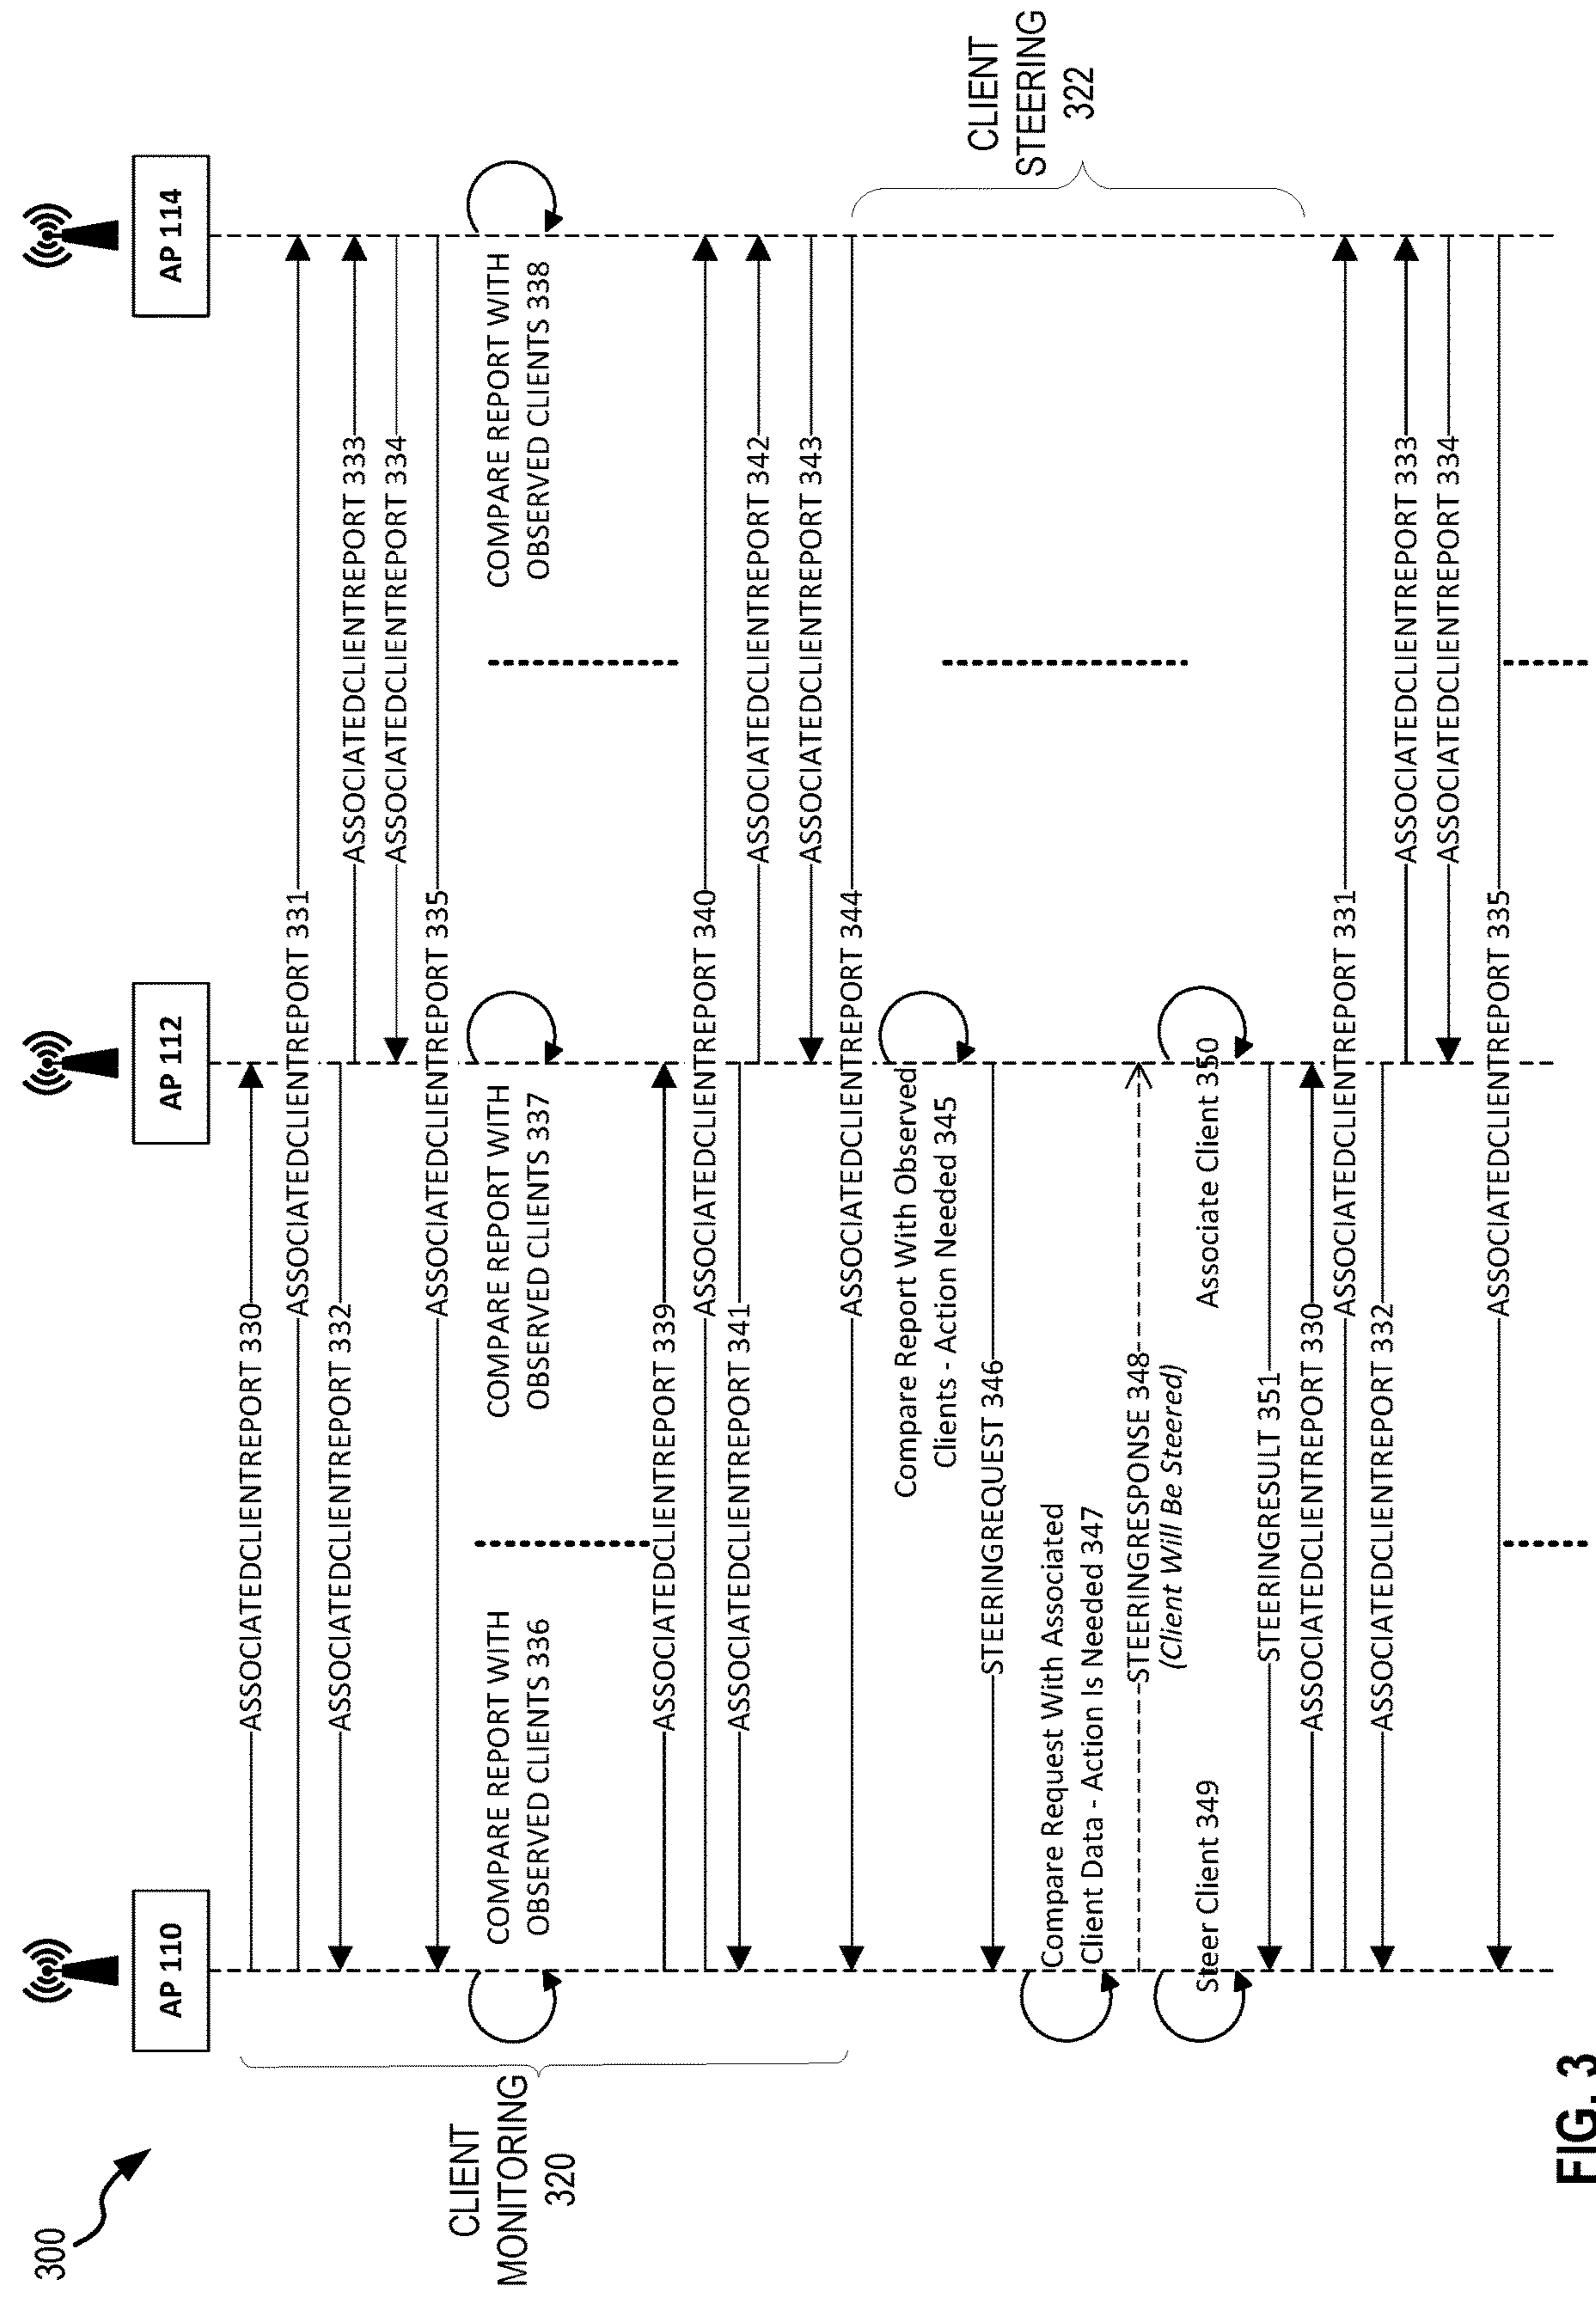 300
AP 110
AP 112
AP 114
CLIENT
MONITORING
320
ASSOCIATEDCLIENTREPORT 330
ASSOCIATEDCLIENTREPORT 331
ASSOCIATEDCLIENTREPORT 332
ASSOCIATEDCLIENTREPORT 333
ASSOCIATEDCLIENTREPORT 334
ASSOCIATEDCLIENTREPORT 335
COMPARE REPORT WITH
OBSERVED CLIENTS 336
COMPARE REPORT WITH
OBSERVED CLIENTS 337
COMPARE REPORT WITH
OBSERVED CLIENTS 338
ASSOCIATEDCLIENTREPORT 339
ASSOCIATEDCLIENTREPORT 340
ASSOCIATEDCLIENTREPORT 341
ASSOCIATEDCLIENTREPORT 342
ASSOCIATEDCLIENTREPORT 343
ASSOCIATEDCLIENTREPORT 344
CLIENT
STEERING
322
Compare Report With Observed
Clients - Action Needed 345
STEERINGREQUEST 346
Compare Request With Associated
Client Data - Action Is Needed 347
STEERINGRESPONSE 348
(Client Will Be Steered)
Steer Client 349
Associate Client 350
STEERINGRESULT 351
ASSOCIATEDCLIENTREPORT 330
ASSOCIATEDCLIENTREPORT 331
ASSOCIATEDCLIENTREPORT 332
ASSOCIATEDCLIENTREPORT 333
ASSOCIATEDCLIENTREPORT 334
ASSOCIATEDCLIENTREPORT 335
FIG. 3